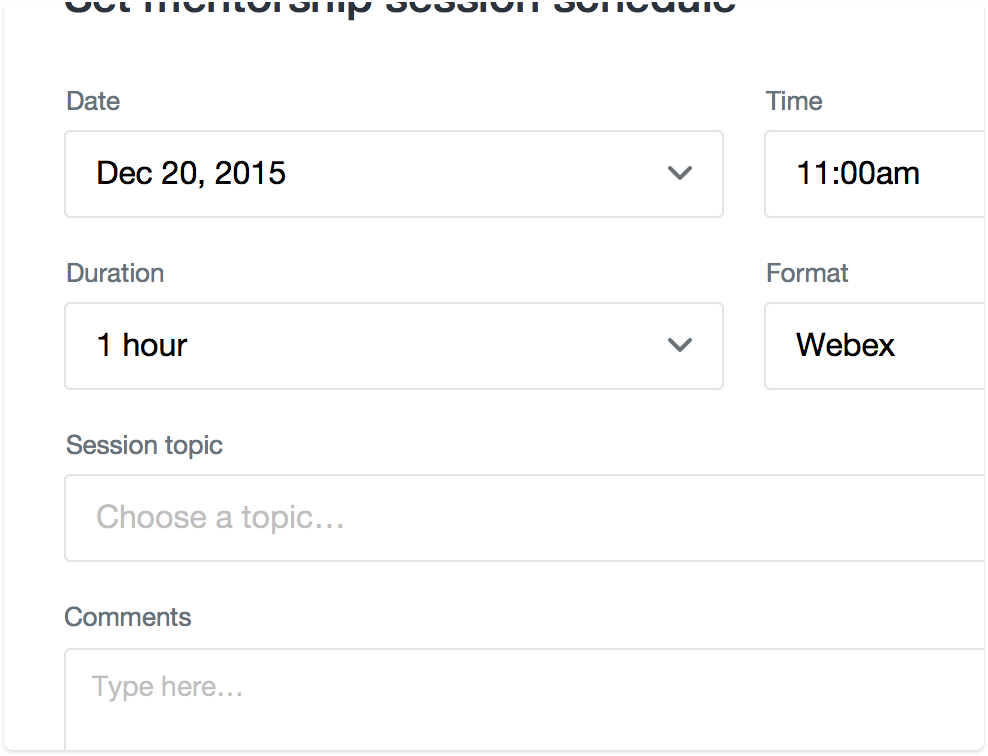 Set mentorship session schedule
Date
Time
Dec 20, 2015
11:00am
Duration
Format
1 hour
Webex
Session topic
Choose a topic...
Comments
Type here...